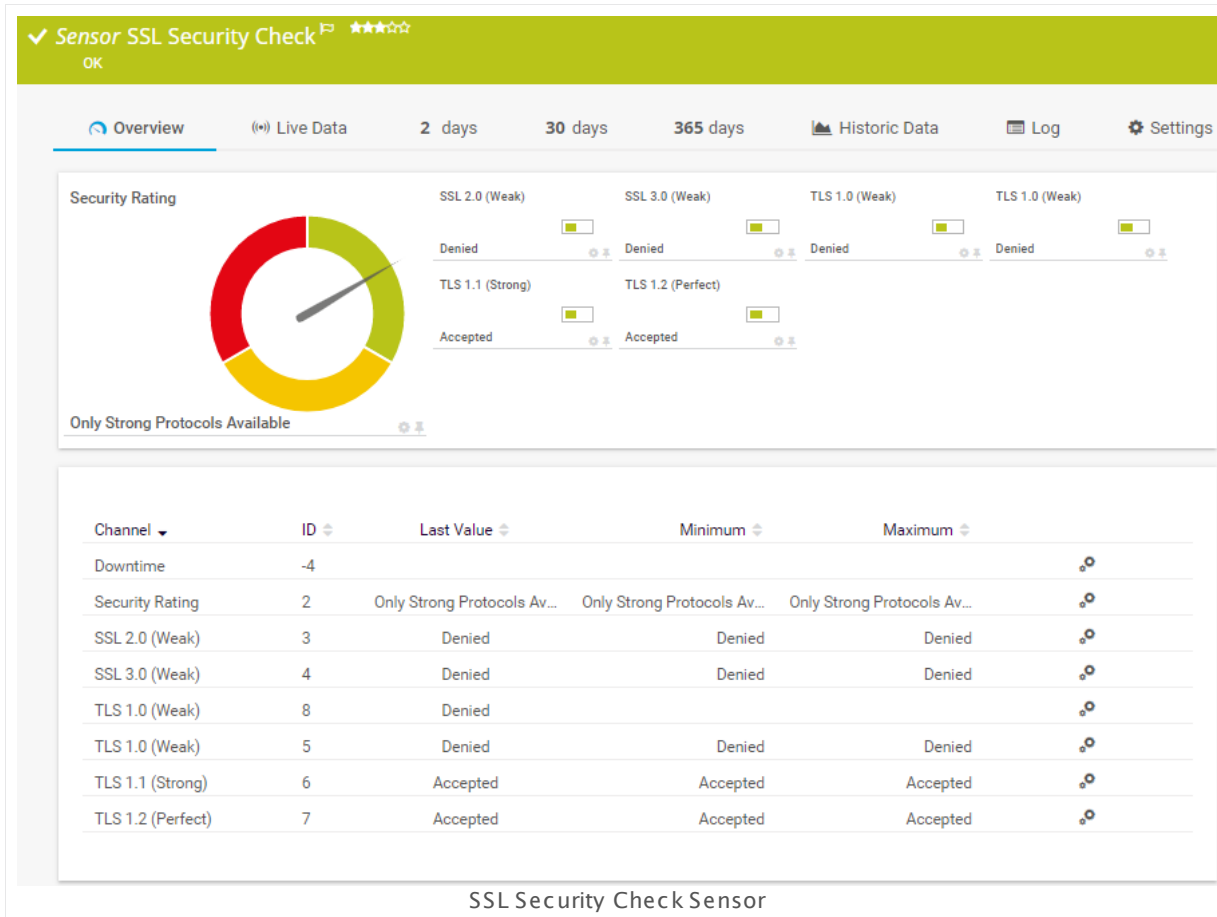 Sensor SSL Security Check
OK
Overview Live Data 2 days 30 days 365 days Historic Data Log Settings
Security Rating
Only Strong Protocols Available
SSL 2.0 (Weak) SSL 3.0 (Weak) TLS 1.0 (Weak) TLS 1.0 (Weak)
Denied Denied Denied Denied
TLS 1.1 (Strong) TLS 1.2 (Perfect)
Accepted Accepted
Channel ID Last Value Minimum Maximum
Downtime -4
Security Rating 2 Only Strong Protocols Av... Only Strong Protocols Av... Only Strong Protocols Av...
SSL 2.0 (Weak) 3 Denied Denied Denied
SSL 3.0 (Weak) 4 Denied Denied Denied
TLS 1.0 (Weak) 8 Denied
TLS 1.0 (Weak) 5 Denied Denied Denied
TLS 1.1 (Strong) 6 Accepted Accepted Accepted
TLS 1.2 (Perfect) 7 Accepted Accepted Accepted
SSL Security Check Sensor